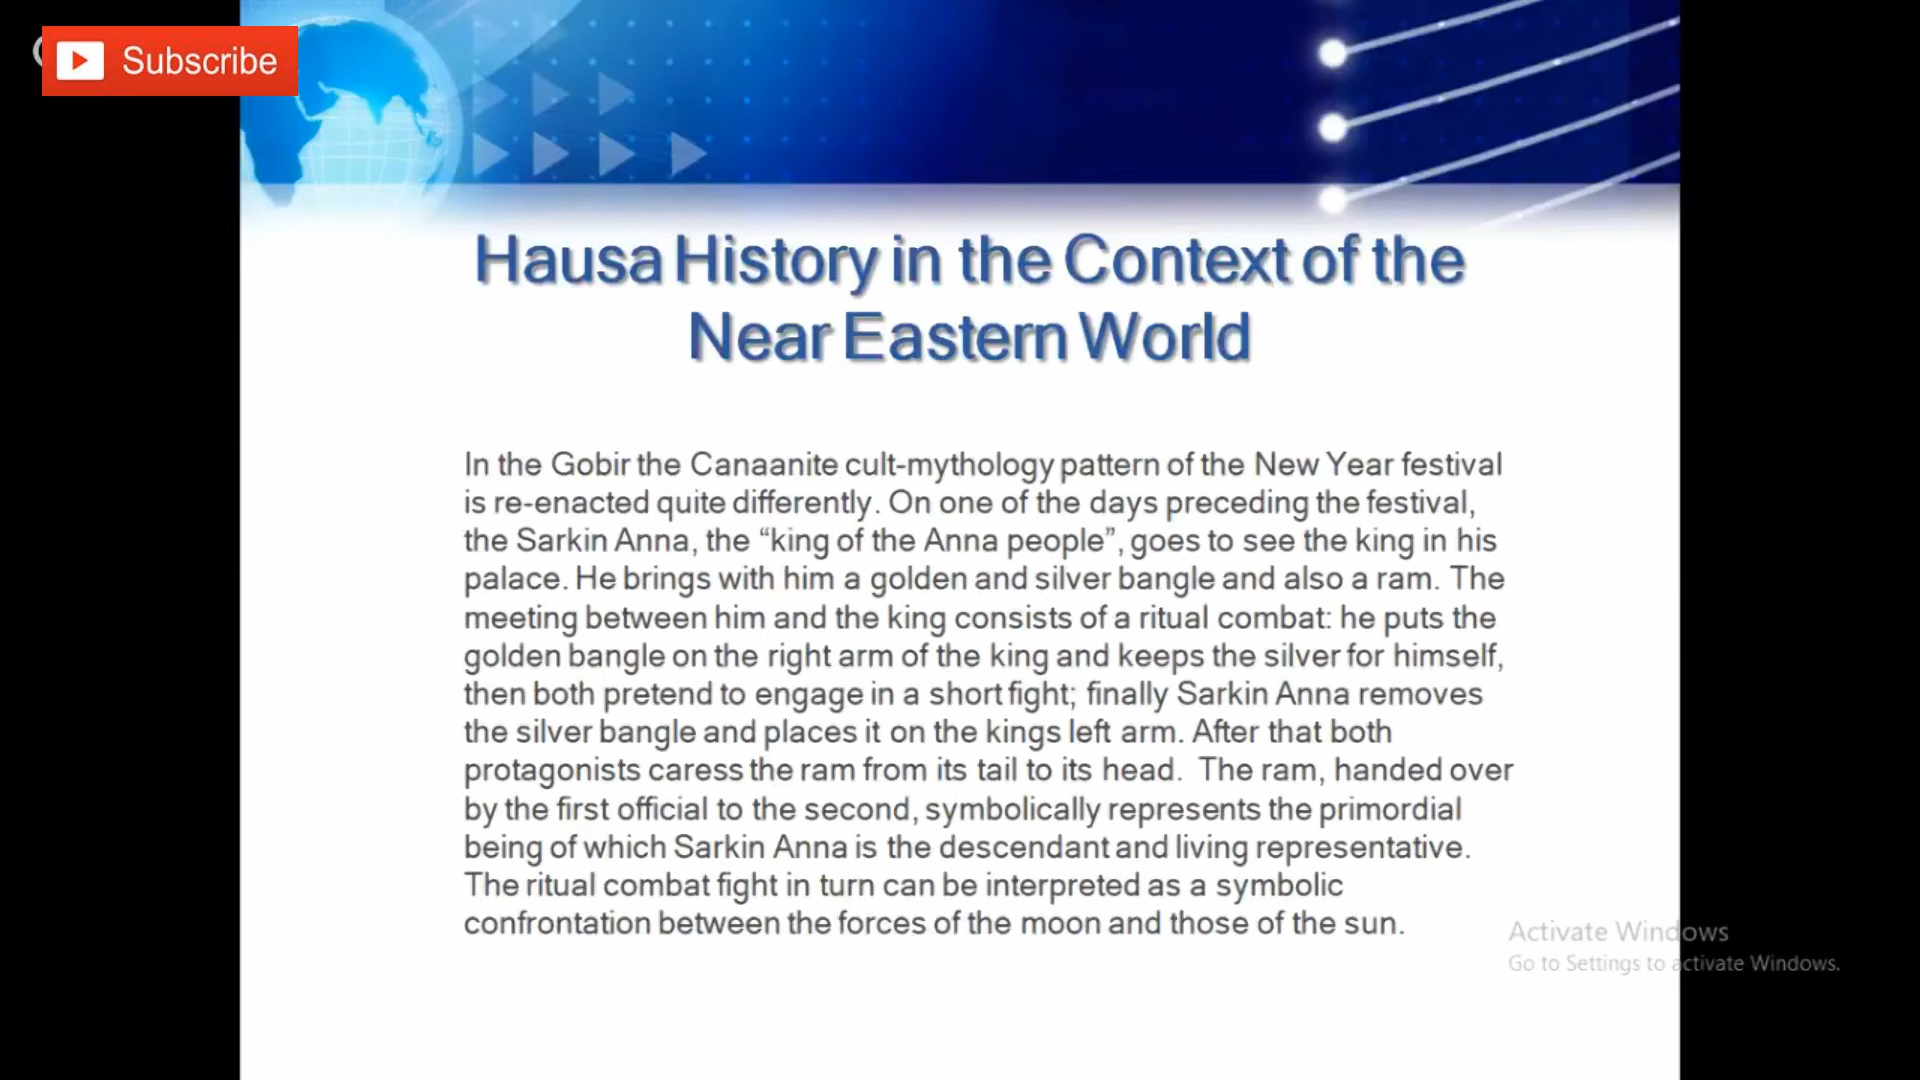 Subscribe
Hausa History in the Context of the
Near Eastern World
In the Gobir the Canaanite cult-mythology pattern of the New Year festival
is re-enacted quite differently. On one of the days preceding the festival,
the Sarkin Anna, the “king of the Anna people”, goes to see the king in his
palace. He brings with him a golden and silver bangle and also a ram. The
meeting between him and the king consists of a ritual combat: he puts the
golden bangle on the right arm of the king and keeps the silver for himself,
then both pretend to engage in a short fight; finally Sarkin Anna removes
the silver bangle and places it on the kings left arm. After that both
protagonists caress the ram from its tail to its head. The ram, handed over
by the first official to the second, symbolically represents the primordial
being of which Sarkin Anna is the descendant and living representative.
The ritual combat fight in turn can be interpreted as a symbolic
confrontation between the forces of the moon and those of the sun.
Activate Windows
Go to Settings to activate Windows.